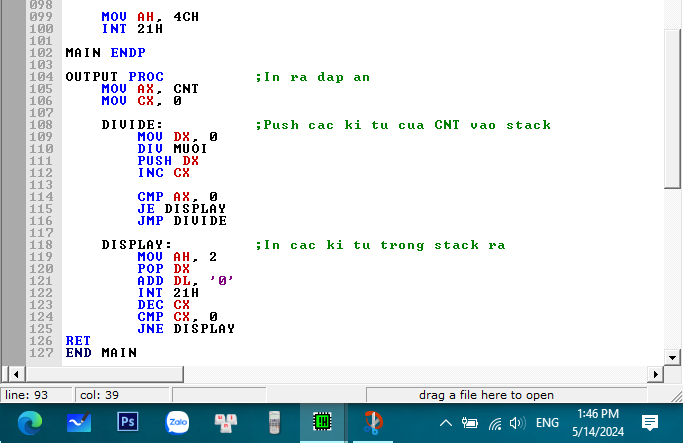 098
099 MOV AH, 4CH
100 INT 21H
101
102 MAIN ENDP
103
104 OUTPUT PROC ;In ra dap an
105 MOV AX, CNT
106 MOV CX, 0
107
108 DIVIDE: ;Push cac ki tu cua CNT vao stack
109 MOV DX, 0
110 DIV MUOI
111 PUSH DX
112 INC CX
113
114 CMP AX, 0
115 JE DISPLAY
116 JMP DIVIDE
117
118 DISPLAY: ;In cac ki tu trong stack ra
119 MOV AH, 2
120 POP DX
121 ADD DL, '0'
122 INT 21H
123 DEC CX
124 CMP CX, 0
125 JNE DISPLAY
126 RET
127 END MAIN
line: 93 col: 39 drag a file here to open
Ps Zalo ENG 1:46 PM
5/14/2024